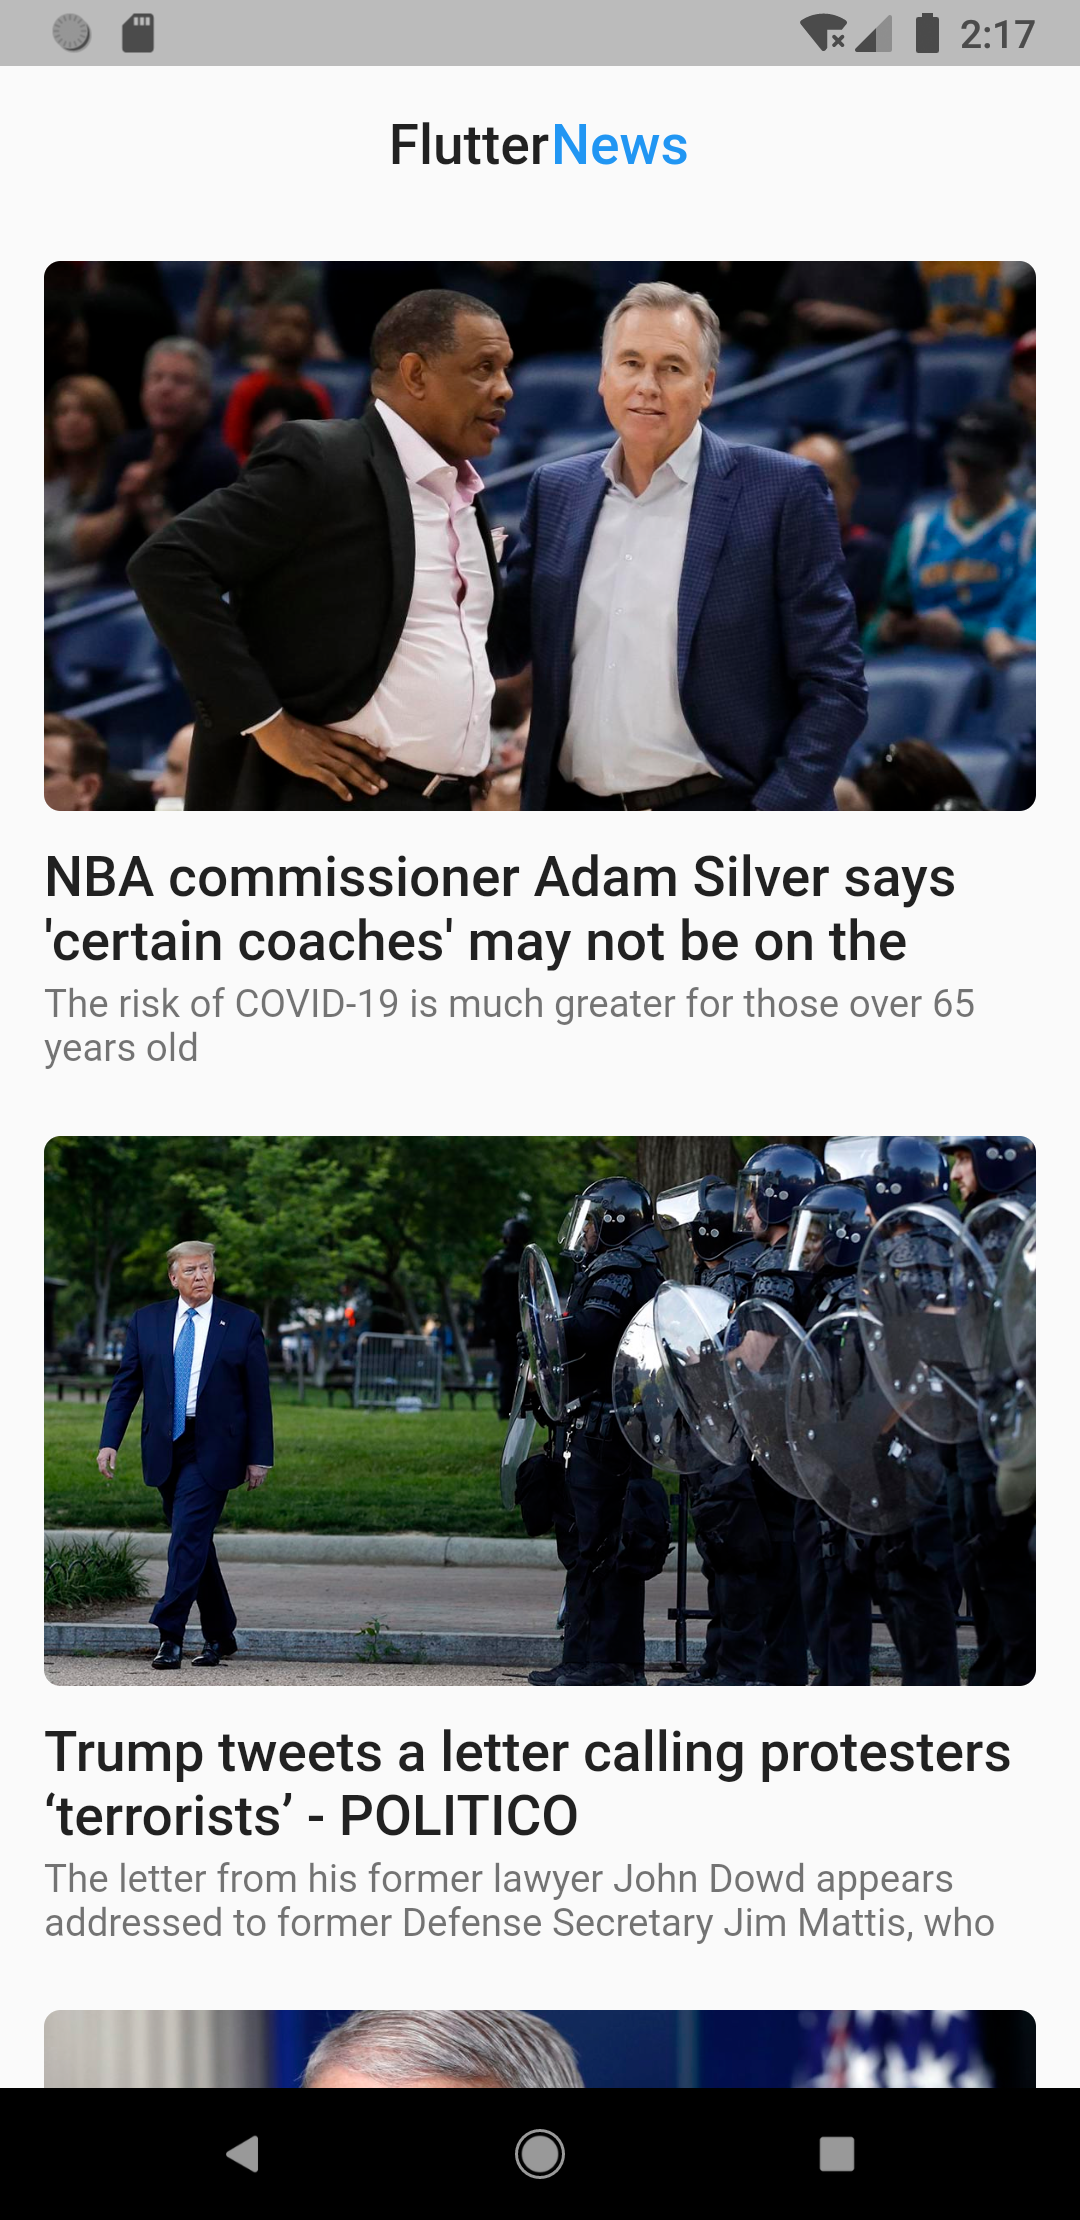 2:17
FlutterNews
NBA commissioner Adam Silver says
'certain coaches' may not be on the
The risk of COVID-19 is much greater for those over 65
years old
Trump tweets a letter calling protesters
‘terrorists’ - POLITICO
The letter from his former lawyer John Dowd appears
addressed to former Defense Secretary Jim Mattis, who